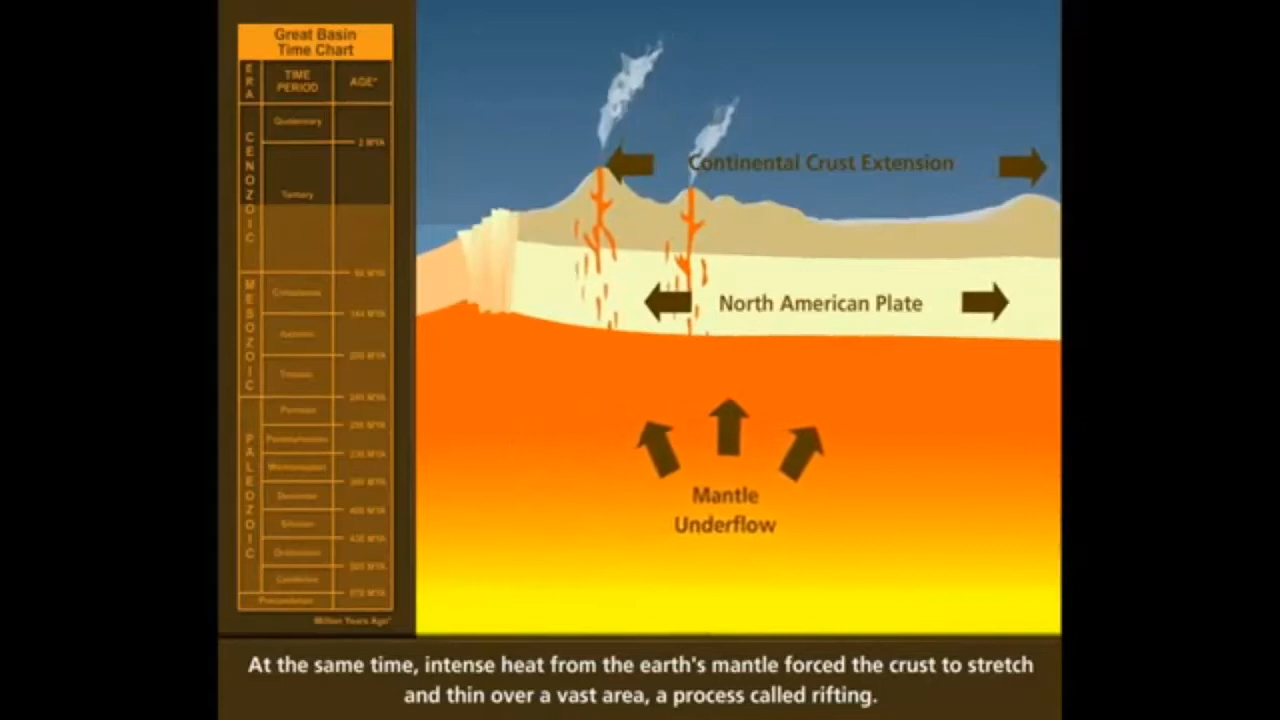 Great Basin
Time Chart
ERA
TIME
PERIOD
AGE*
CENOZOIC
Quaternary
2 MYA
Tertiary
MESOZOIC
Cretaceous
144 MYA
Jurassic
Triassic
PALEOZOIC
Permian
Pennsylvanian
Mississippian
Devonian
Silurian
Ordovician
Cambrian
Precambrian
Million Years Ago*
Continental Crust Extension
North American Plate
Mantle
Underflow
At the same time, intense heat from the earth's mantle forced the crust to stretch
and thin over a vast area, a process called rifting.